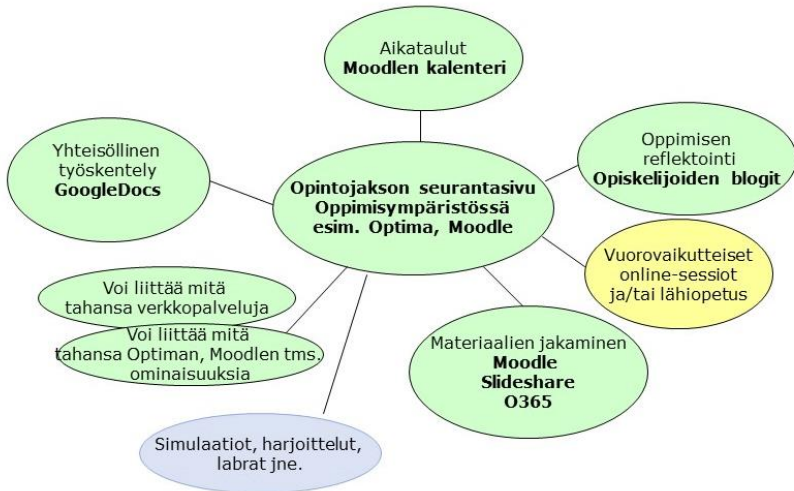 Aikataulut
Moodlen kalenteri
Yhteisöllinen
työskentely
GoogleDocs
Opintojakson seurantasivu
Oppimisympäristössä
esim. Optima, Moodle
Oppimisen
reflektointi
Opiskelijoiden blogit
Vuorovaikutteiset
online-sessiot
ja/tai lähiopetus
Voi liittää mitä
tahansa verkkopalveluja
Voi liittää mitä
tahansa Optiman, Moodlen tms.
ominaisuuksia
Materiaalien jakaminen
Moodle
Slideshare
O365
Simulaatiot, harjoittelut,
labrat jne.